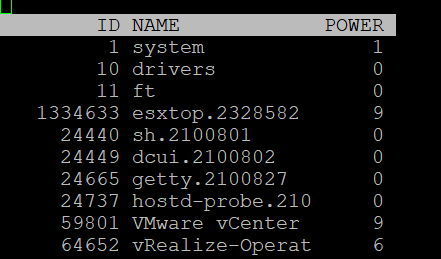 ID NAME POWER
1 system 1
10 drivers 0
11 ft 0
1334633 esxtop.2328582 9
24440 sh.2100801 0
24449 dcui.2100802 0
24665 getty.2100827 0
24737 hostd-probe.210 0
59801 VMware vCenter 9
64652 vRealize-Operat 6